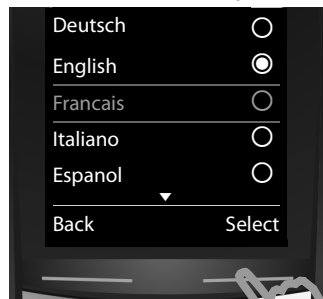 Deutsch
English
Francais
Italiano
Espanol
Back Select